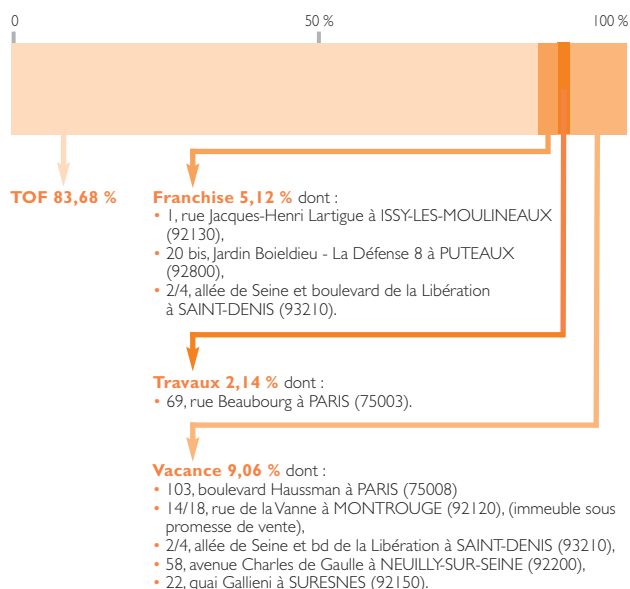 0 50 % 100 %
TOF 83,68 %
Franchise 5,12 % dont :
• 1, rue Jacques-Henri Lartigue à ISSY-LES-MOULINEAUX
(92130),
• 20 bis, Jardin Boieldieu - La Défense 8 à PUTEAUX
(92800),
• 2/4, allée de Seine et boulevard de la Libération
à SAINT-DENIS (93210).
Travaux 2,14 % dont :
• 69, rue Beaubourg à PARIS (75003).
Vacance 9,06 % dont :
• 103, boulevard Haussman à PARIS (75008)
• 14/18, rue de la Vanne à MONTROUGE (92120), (immeuble sous
promesse de vente),
• 2/4, allée de Seine et bd de la Libération à SAINT-DENIS (93210),
• 58, avenue Charles de Gaulle à NEUILLY-SUR-SEINE (92200),
• 22, quai Gallieni à SURESNES (92150).